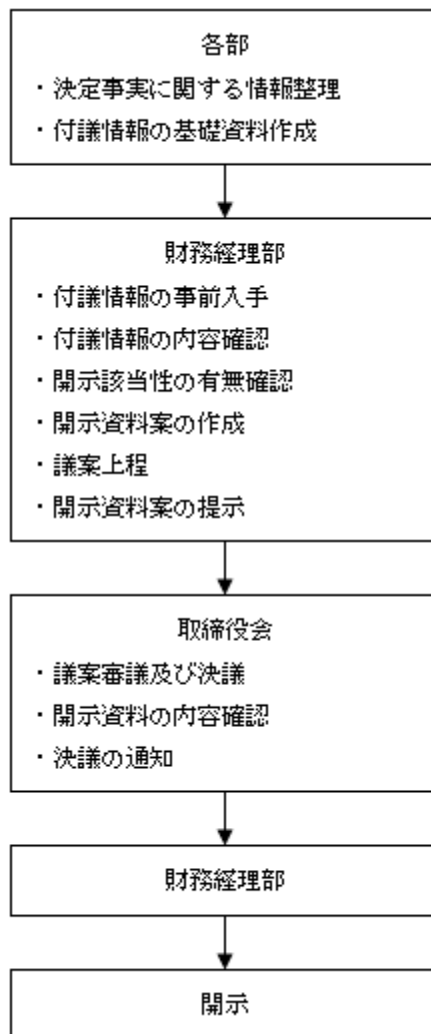 各部
・決定事実に関する情報整理
・付議情報の基礎資料作成
財務経理部
・付議情報の事前入手
・付議情報の内容確認
・開示該当性の有無確認
・開示資料案の作成
・議案上程
・開示資料案の提示
取締役会
・議案審議及び決議
・開示資料の内容確認
・決議の通知
財務経理部
開示